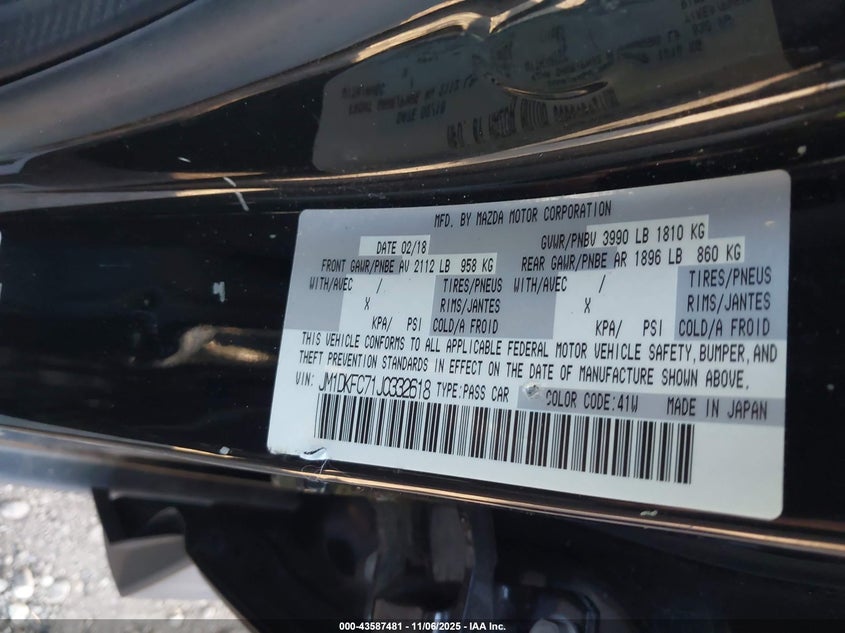 MFD. BY MAZDA MOTOR CORPORATION
DATE 02/18 GVWR/PNBV 3990 LB 1810 KG
FRONT GAWR/PNBE AV 2112 LB 958 KG REAR GAWR/PNBE AR 1896 LB 860 KG
WITH/AVEC / TIRES/PNEUS WITH/AVEC / TIRES/PNEUS
X RIMS/JANTES X RIMS/JANTES
KPA/ PSI COLD/A FROID KPA/ PSI COLD/A FROID
THIS VEHICLE CONFORMS TO ALL APPLICABLE FEDERAL MOTOR VEHICLE SAFETY, BUMPER, AND
THEFT PREVENTION STANDARDS IN EFFECT ON THE DATE OF MANUFACTURE SHOWN ABOVE.
VIN: JM1DKFC71J0332618 TYPE:PASS CAR COLOR CODE:41W MADE IN JAPAN
000-43587481 - 11/06/2025 - IAA Inc.